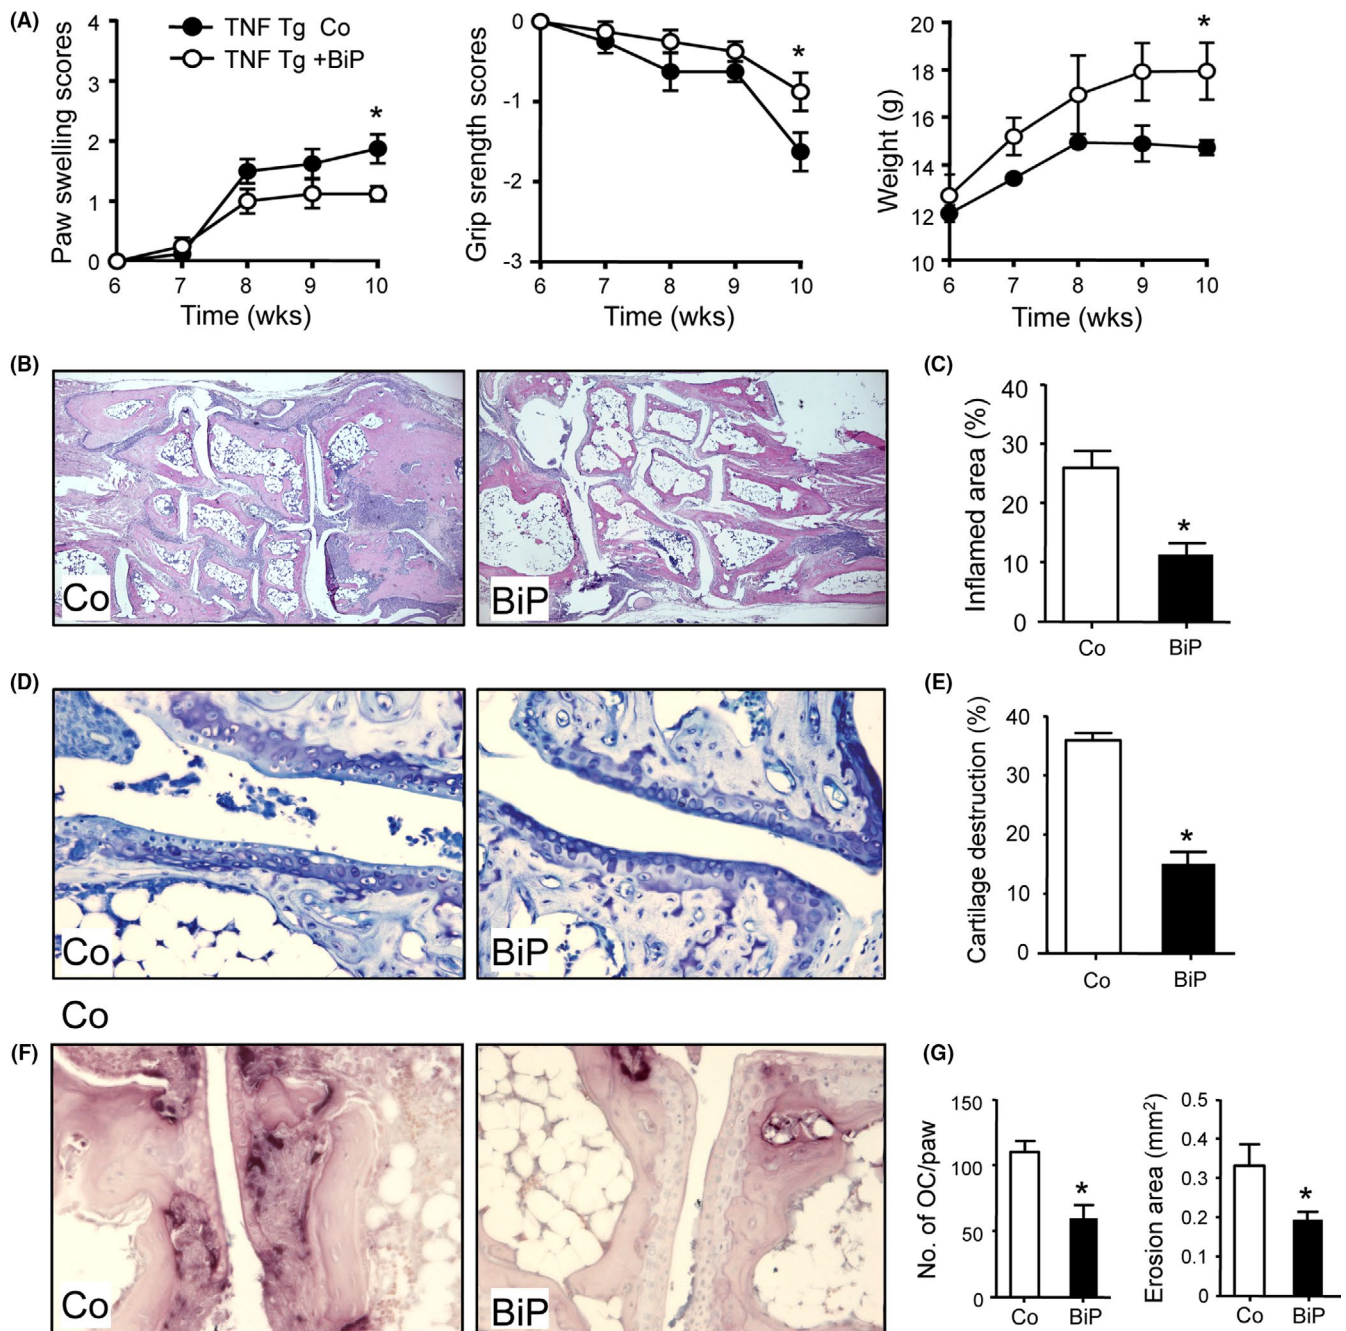 (A)
4
3
2
1
0
Paw swelling scores
TNF Tg Co
TNF Tg +BiP
*
6 7 8 9 10
Time (wks)
0
-1
-2
-3
Grip srength scores
*
6 7 8 9 10
Time (wks)
20
18
16
14
12
10
Weight (g)
*
6 7 8 9 10
Time (wks)
(B)
Co
BiP
(C)
40
30
20
10
0
Inflamed area (%)
*
Co BiP
(D)
Co
BiP
(E)
40
30
20
10
0
Cartilage destruction (%)
*
Co BiP
Co
(F)
Co
BiP
(G)
150
100
50
0
No. of OC/paw
*
Co BiP
0.5
0.4
0.3
0.2
0.1
0
Erosion area (mm²)
*
Co BiP